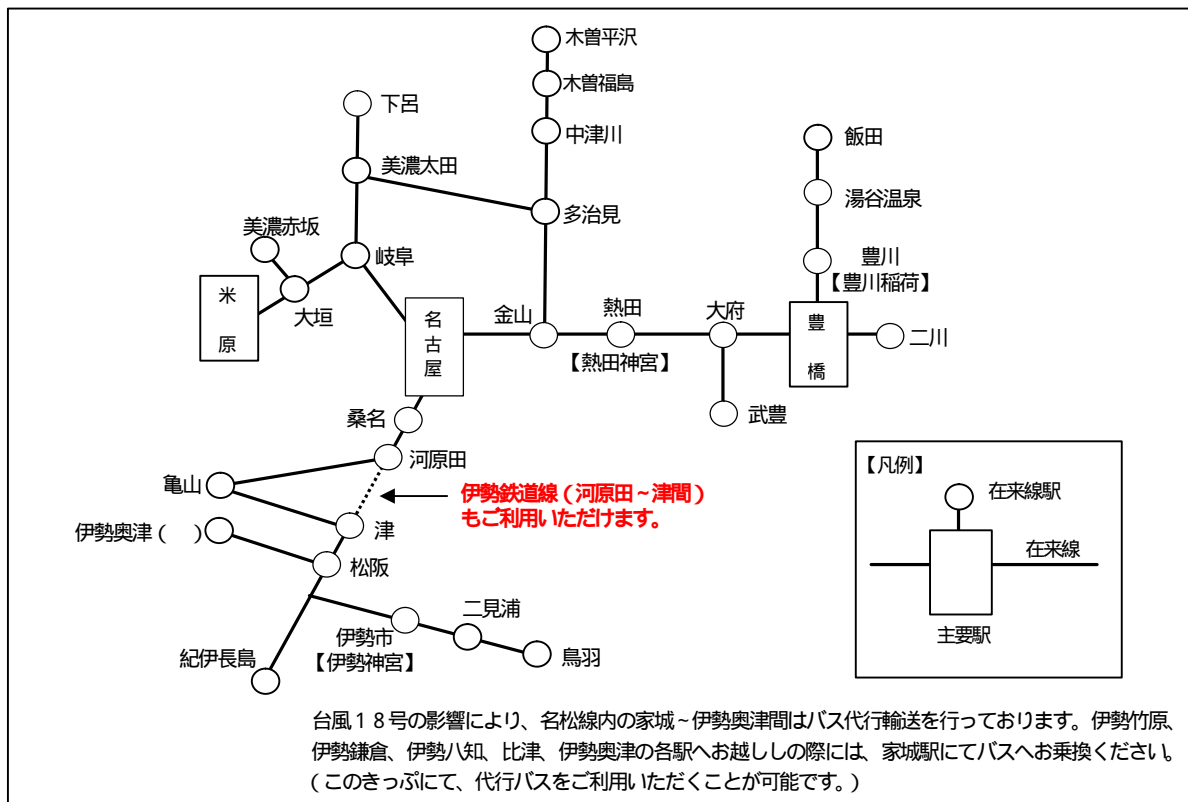 木曽平沢
木曽福島
下呂
中津川
飯田
美濃太田
湯谷温泉
多治見
美濃赤坂
岐阜
豊川
【豊川稲荷】
米原
大垣
名古屋
金山
熱田
【熱田神宮】
大府
豊橋
二川
武豊
桑名
河原田
亀山
伊勢鉄道線（河原田～津間）
もご利用いただけます。
津
伊勢奥津（　）
松阪
二見浦
伊勢市
【伊勢神宮】
鳥羽
紀伊長島
【凡例】
在来線駅
在来線
主要駅
台風１８号の影響により、名松線内の家城～伊勢奥津間はバス代行輸送を行っております。伊勢竹原、
伊勢鎌倉、伊勢八知、比津、伊勢奥津の各駅へお越ししの際には、家城駅にてバスへお乗換ください。
（このきっぷにて、代行バスをご利用いただくことが可能です。）